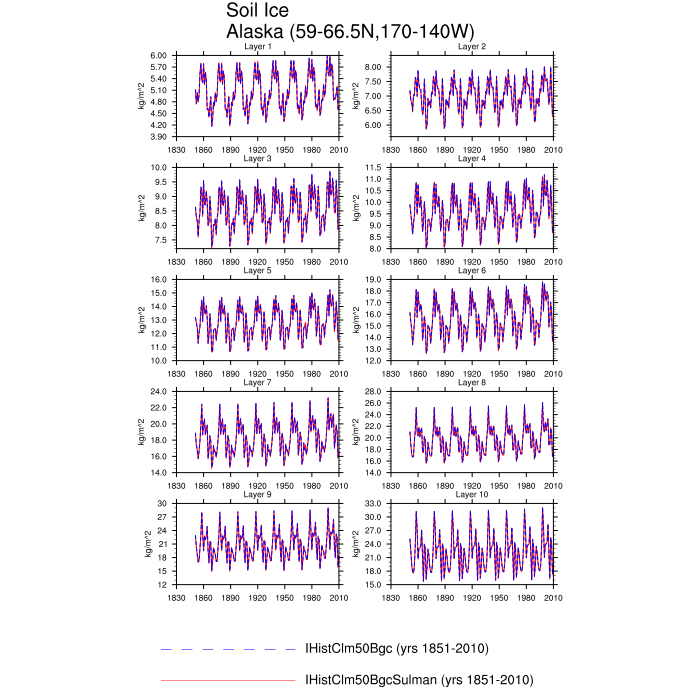 Soil Ice
Alaska (59-66.5N,170-140W)
Layer 1
Layer 2
kg/m^2
6.00
5.70
5.40
5.10
4.80
4.50
4.20
3.90
1830 1860 1890 1920 1950 1980 2010
kg/m^2
8.00
7.50
7.00
6.50
6.00
1830 1860 1890 1920 1950 1980 2010
Layer 3
Layer 4
kg/m^2
10.0
9.5
9.0
8.5
8.0
7.5
1830 1860 1890 1920 1950 1980 2010
kg/m^2
11.5
11.0
10.5
10.0
9.5
9.0
8.5
8.0
1830 1860 1890 1920 1950 1980 2010
Layer 5
Layer 6
kg/m^2
16.0
15.0
14.0
13.0
12.0
11.0
10.0
1830 1860 1890 1920 1950 1980 2010
kg/m^2
19.0
18.0
17.0
16.0
15.0
14.0
13.0
12.0
1830 1860 1890 1920 1950 1980 2010
Layer 7
Layer 8
kg/m^2
24.0
22.0
20.0
18.0
16.0
14.0
1830 1860 1890 1920 1950 1980 2010
kg/m^2
28.0
26.0
24.0
22.0
20.0
18.0
16.0
14.0
1830 1860 1890 1920 1950 1980 2010
Layer 9
Layer 10
kg/m^2
30
27
24
21
18
15
12
1830 1860 1890 1920 1950 1980 2010
kg/m^2
33.0
30.0
27.0
24.0
21.0
18.0
15.0
1830 1860 1890 1920 1950 1980 2010
IHistClm50Bgc (yrs 1851-2010)
IHistClm50BgcSulman (yrs 1851-2010)